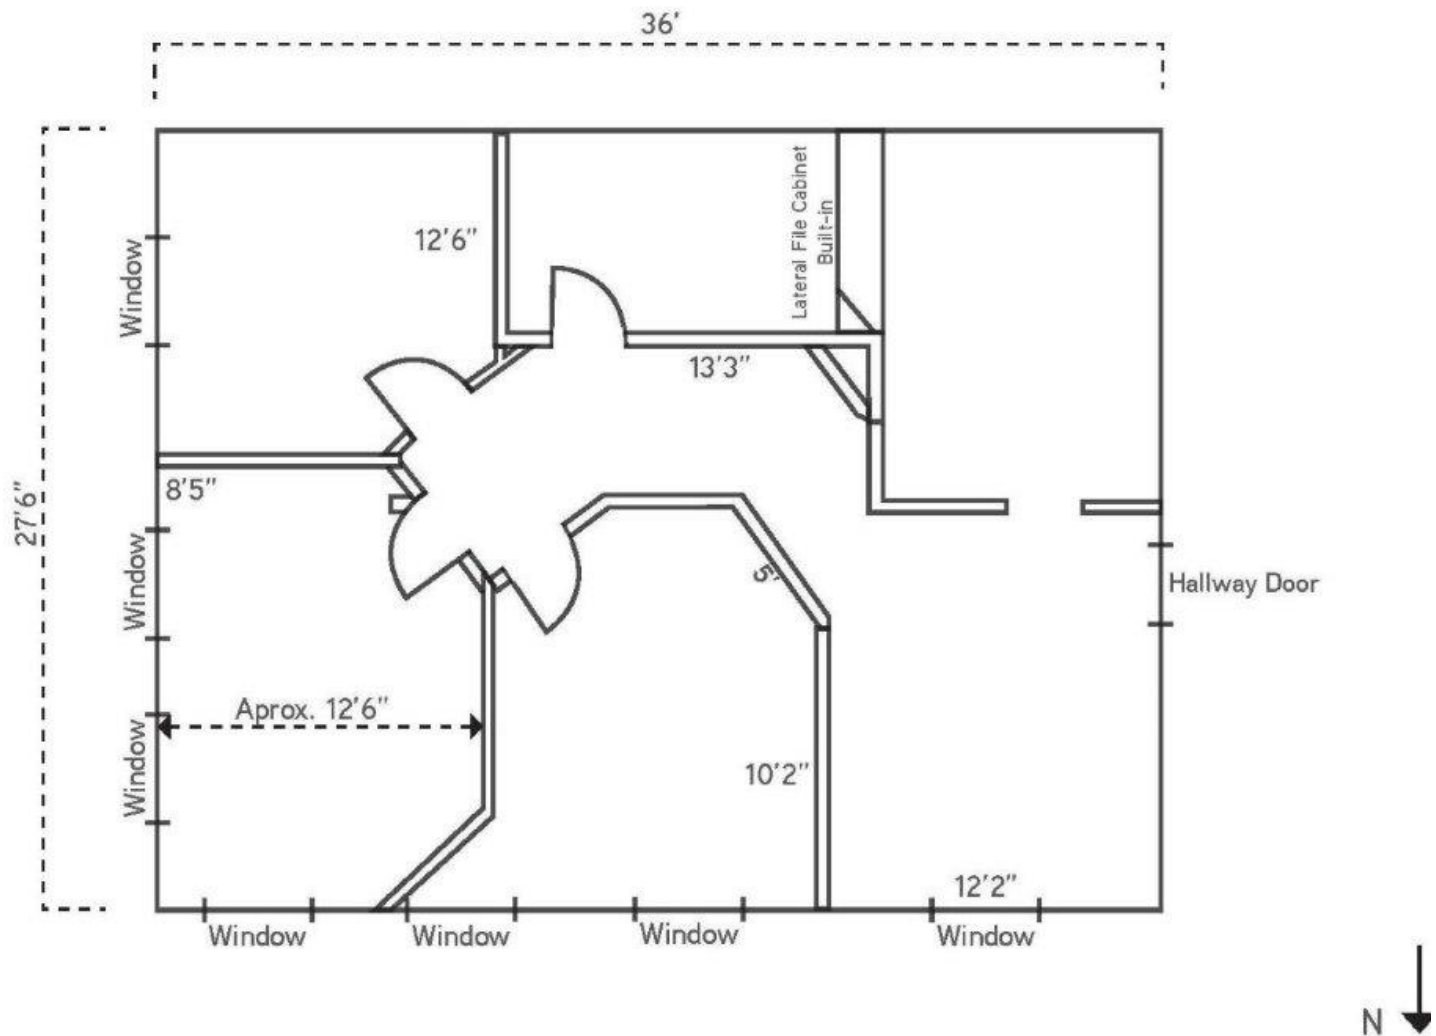 36'
Window
12'6"
Lateral File Cabinet
Built-in
13'3"
8'5"
27'6"
Window
5'
Hallway Door
Aprox. 12'6"
Window
10'2"
12'2"
Window
Window
Window
Window
N